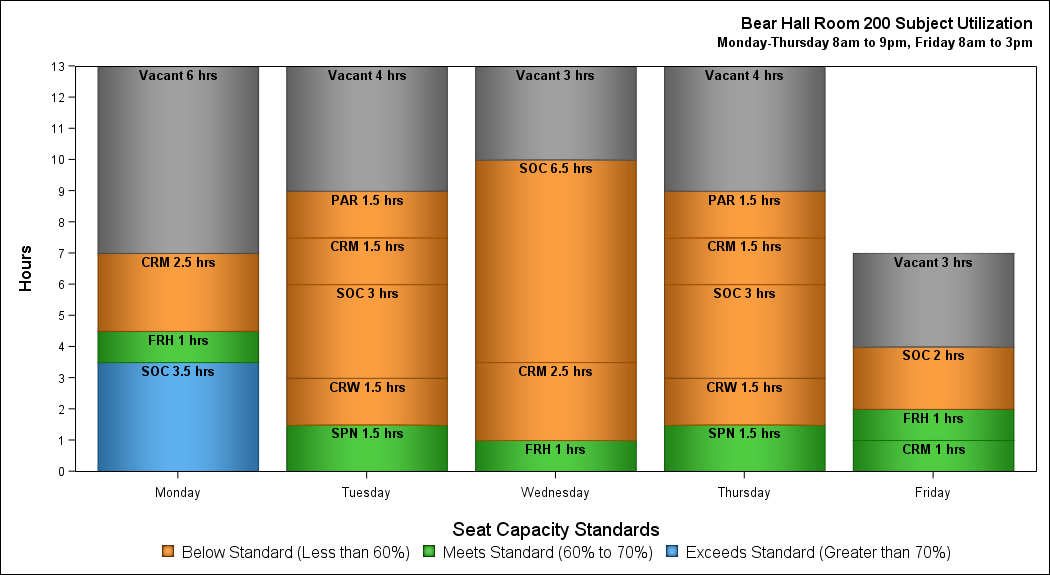 Bear Hall Room 200 Subject Utilization
Monday-Thursday 8am to 9pm, Friday 8am to 3pm
Hours
13
12
11
10
9
8
7
6
5
4
3
2
1
0
Vacant 6 hrs
CRM 2.5 hrs
FRH 1 hrs
SOC 3.5 hrs
Vacant 4 hrs
PAR 1.5 hrs
CRM 1.5 hrs
SOC 3 hrs
CRW 1.5 hrs
SPN 1.5 hrs
Vacant 3 hrs
SOC 6.5 hrs
CRM 2.5 hrs
FRH 1 hrs
Vacant 4 hrs
PAR 1.5 hrs
CRM 1.5 hrs
SOC 3 hrs
CRW 1.5 hrs
SPN 1.5 hrs
Vacant 3 hrs
SOC 2 hrs
FRH 1 hrs
CRM 1 hrs
Monday Tuesday Wednesday Thursday Friday
Seat Capacity Standards
Below Standard (Less than 60%) Meets Standard (60% to 70%) Exceeds Standard (Greater than 70%)